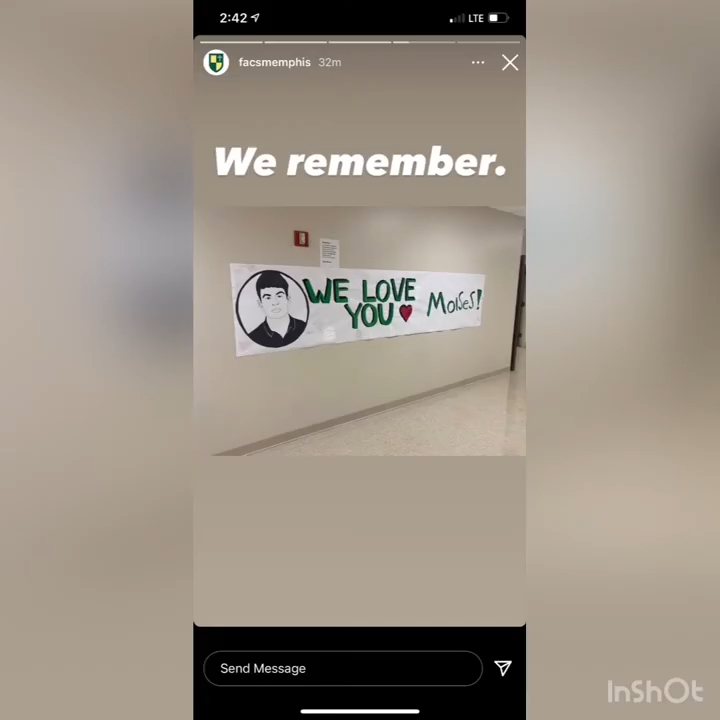 2:42
LTE
facsmemphis 32m
We remember.
WE LOVE
YOU
Moises!
Send Message
InShOt